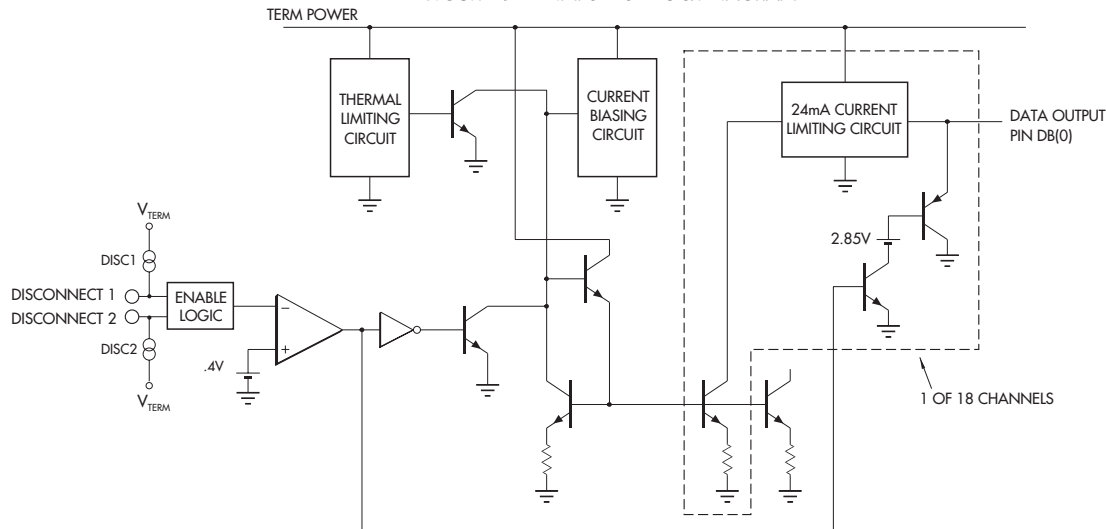 TERM POWER
THERMAL
LIMITING
CIRCUIT
CURRENT
BIASING
CIRCUIT
24mA CURRENT
LIMITING CIRCUIT
DATA OUTPUT
PIN DB(0)
VTERM
DISC1
2.85V
DISCONNECT 1
DISCONNECT 2
ENABLE
LOGIC
−
+
DISC2
.4V
VTERM
1 OF 18 CHANNELS